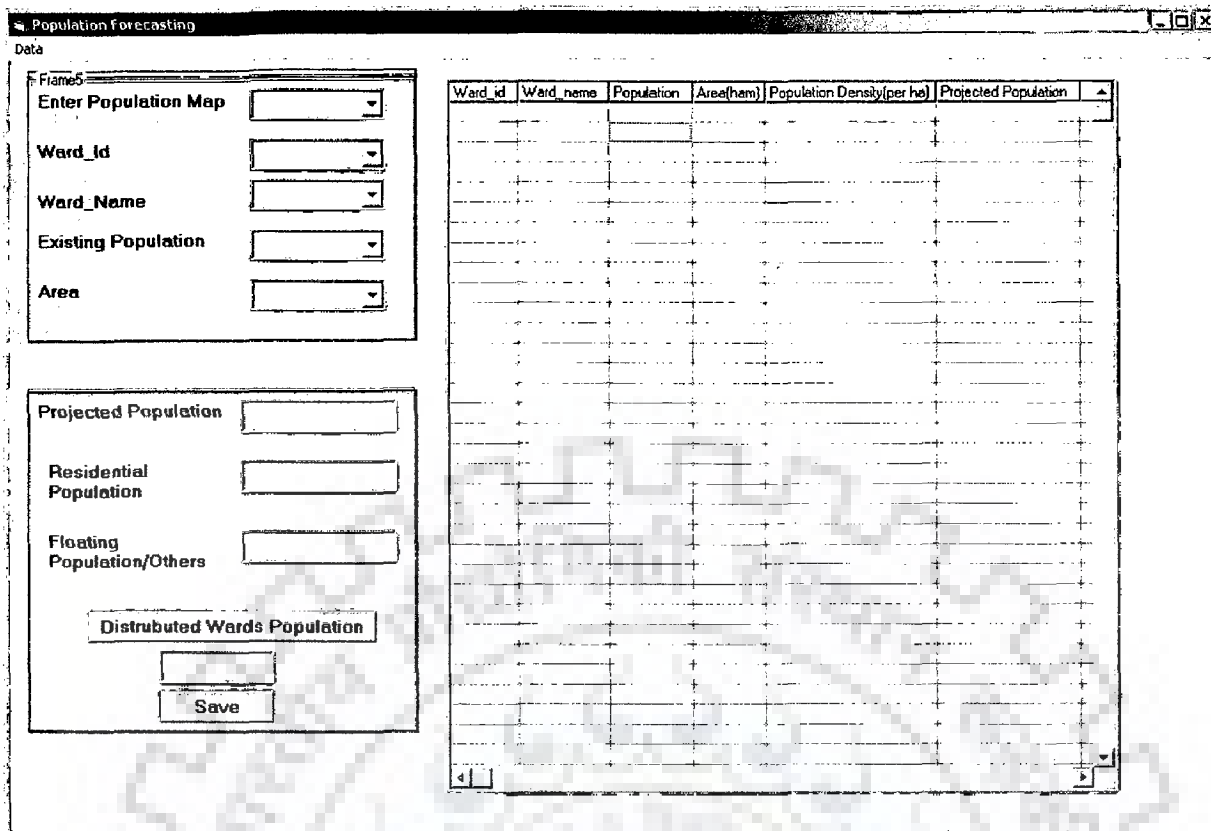 Population Forecasting
Data
Frame5
Enter Population Map
Ward_id
Ward_Name
Existing Population
Area
Projected Population
Residential
Population
Floating
Population/Others
Distrubuted Wards Population
Save
Ward_id Ward_name Population Area(ham) Population Density(per ha) Projected Population